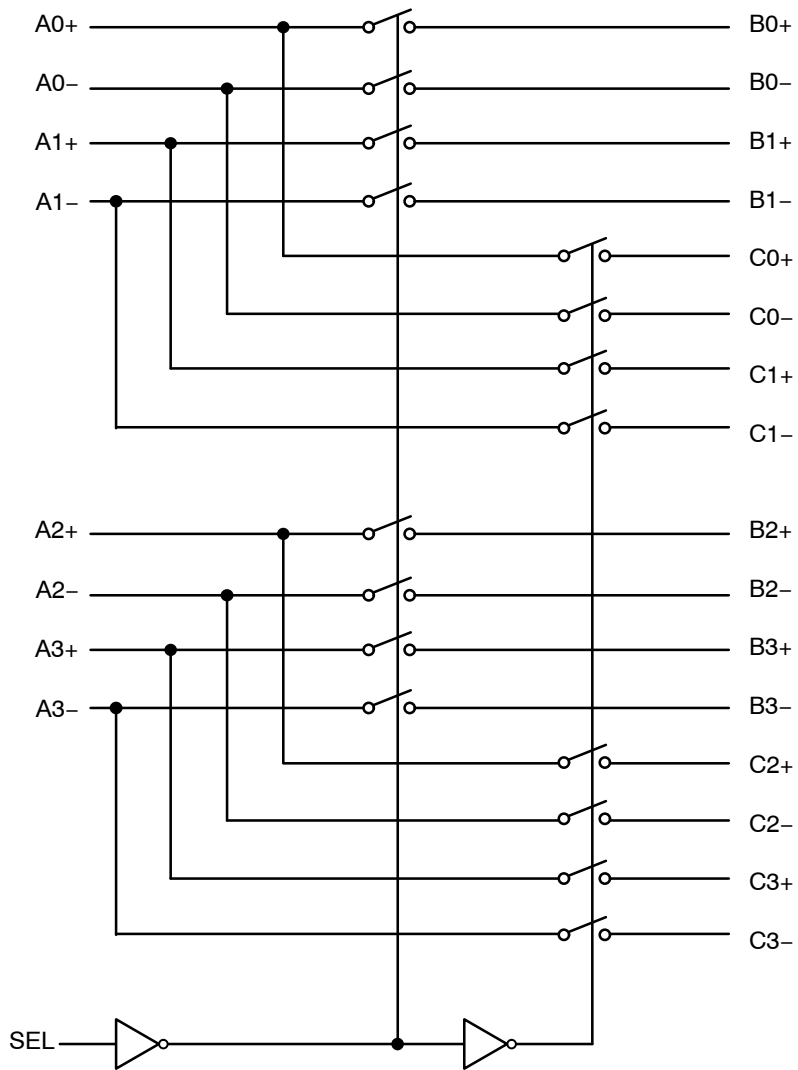 A0+ B0+
A0− B0−
A1+ B1+
A1− B1−
C0+
C0−
C1+
C1−
A2+ B2+
A2− B2−
A3+ B3+
A3− B3−
C2+
C2−
C3+
C3−
SEL